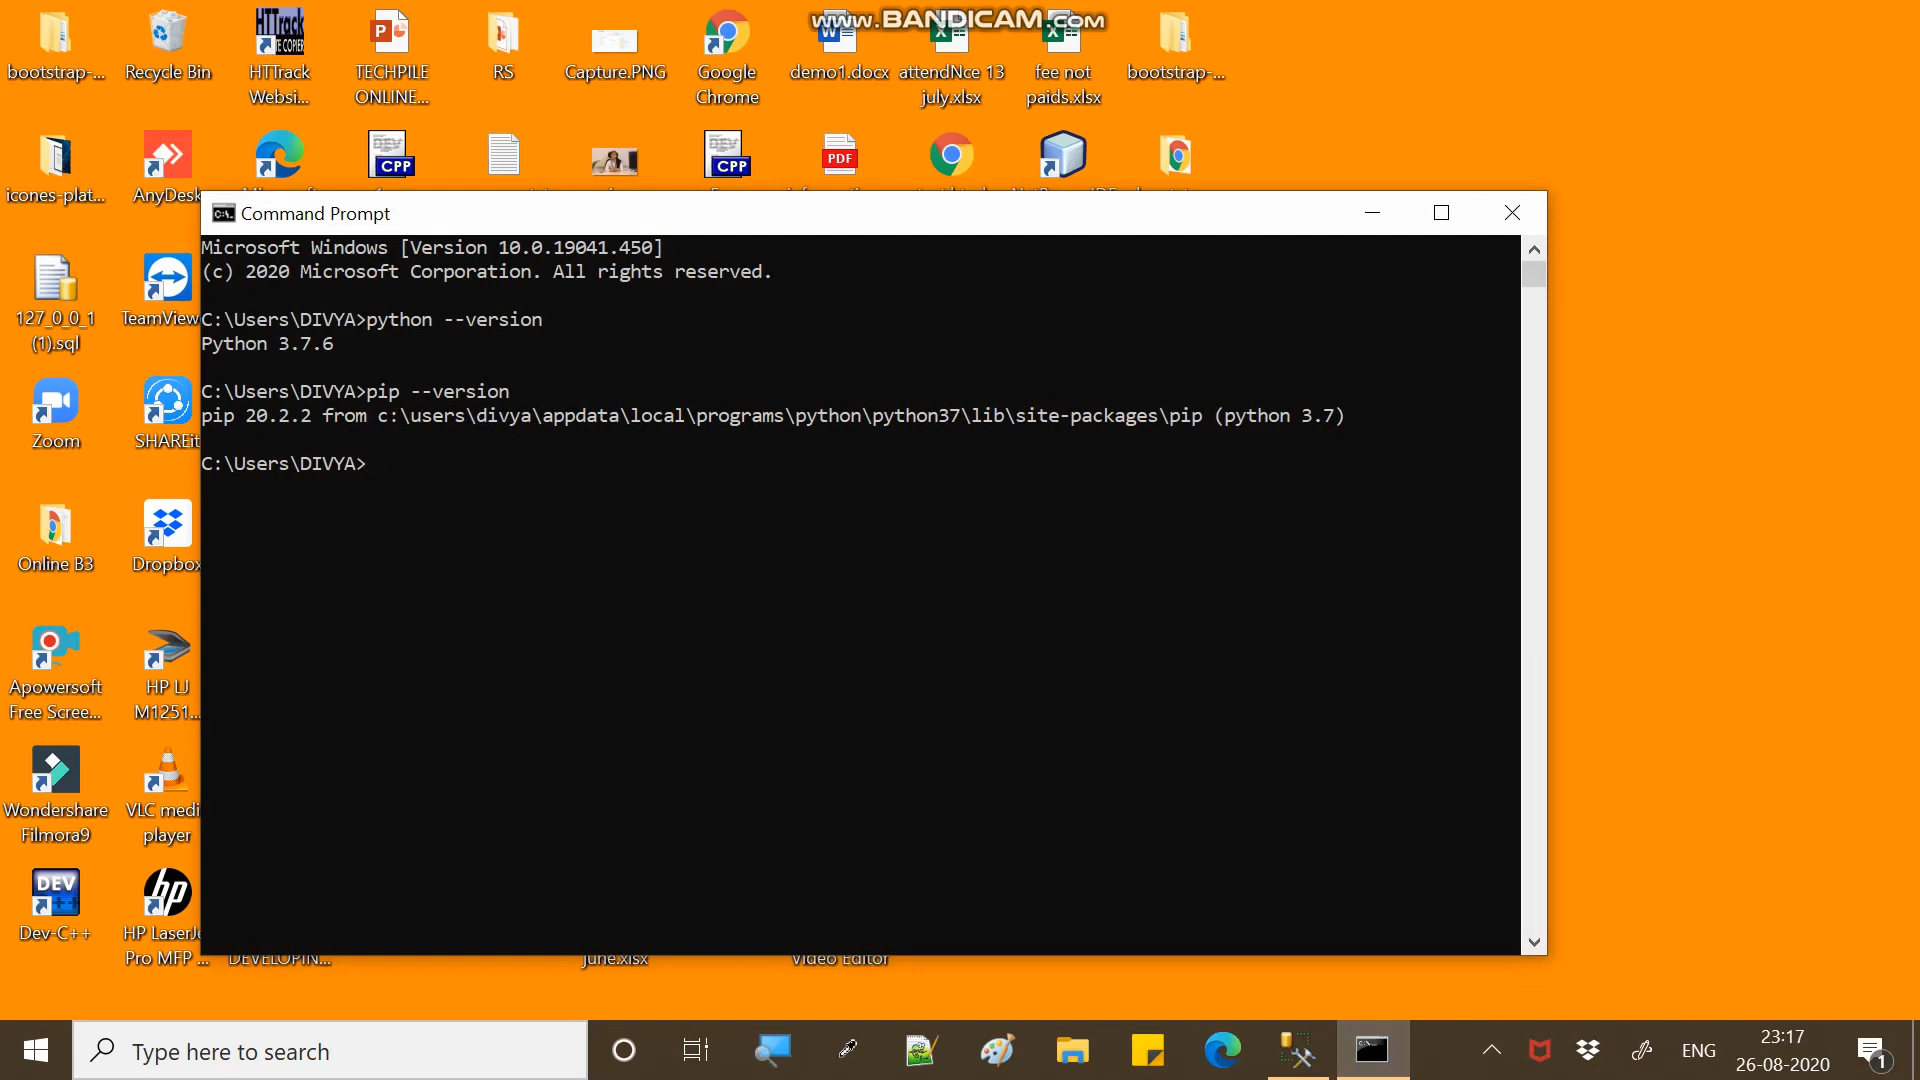 www.BANDICAM.com
bootstrap-...
Recycle Bin
HTTrack
Websi...
TECHPILE
ONLINE...
RS
Capture.PNG
Google
Chrome
demo1.docx
attendNce 13
july.xlsx
fee not
paids.xlsx
bootstrap-...
icones-plat...
AnyDesk
CPP
CPP
PDF
Command Prompt
Microsoft Windows [Version 10.0.19041.450]
(c) 2020 Microsoft Corporation. All rights reserved.
C:\Users\DIVYA>python --version
Python 3.7.6
C:\Users\DIVYA>pip --version
pip 20.2.2 from c:\users\divya\appdata\local\programs\python\python37\lib\site-packages\pip (python 3.7)
C:\Users\DIVYA>
127_0_0_1
(1).sql
TeamView
Zoom
SHAREit
Online B3
Dropbox
Apowersoft
Free Scree...
HP LJ
M1251...
Wondershare
Filmora9
VLC medi
player
DEV
Dev-C++
hp
HP LaserJe
Pro MFP ...
DEVELOPIN...
June.xlsx
Video Editor
Type here to search
ENG
23:17
26-08-2020
1